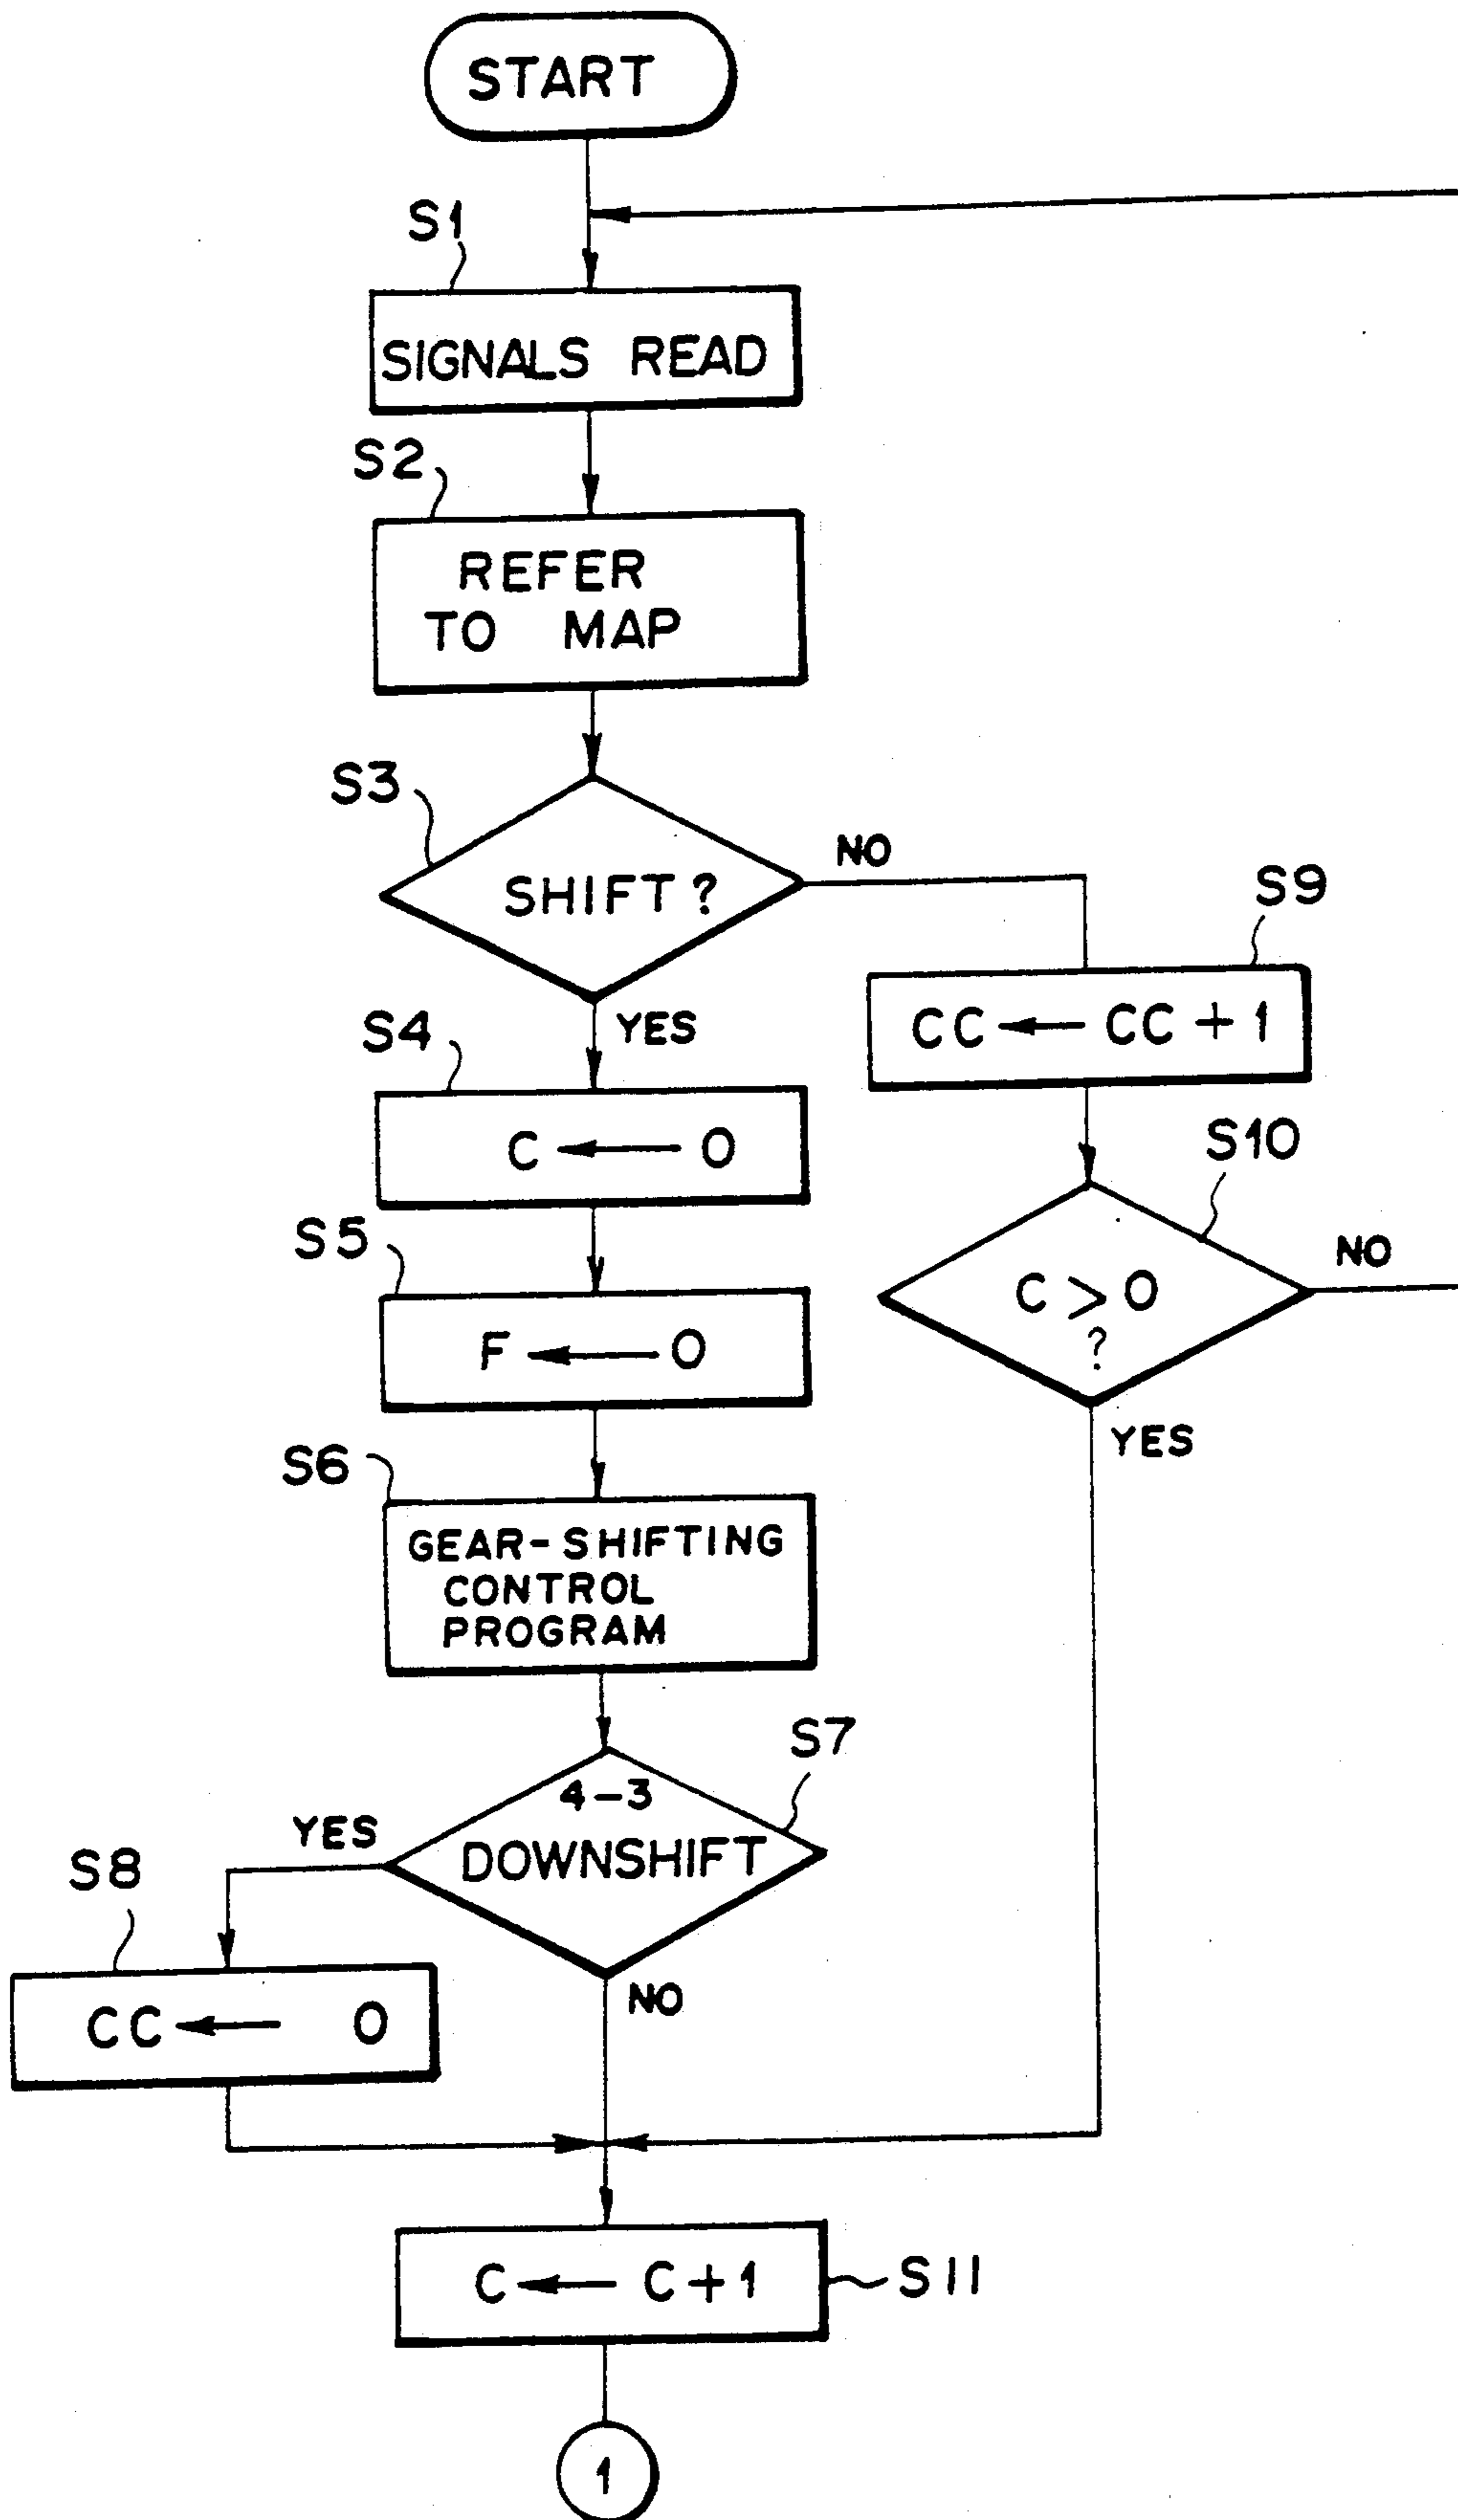 START
S1
SIGNALS READ
S2
REFER
TO MAP
S3
SHIFT ?
NO
YES
S9
CC ← CC + 1
S4
C ← 0
S10
C > 0
?
NO
YES
S5
F ← 0
S6
GEAR-SHIFTING
CONTROL
PROGRAM
S7
4-3
DOWNSHIFT
YES
NO
S8
CC ← 0
C ← C + 1
S11
1